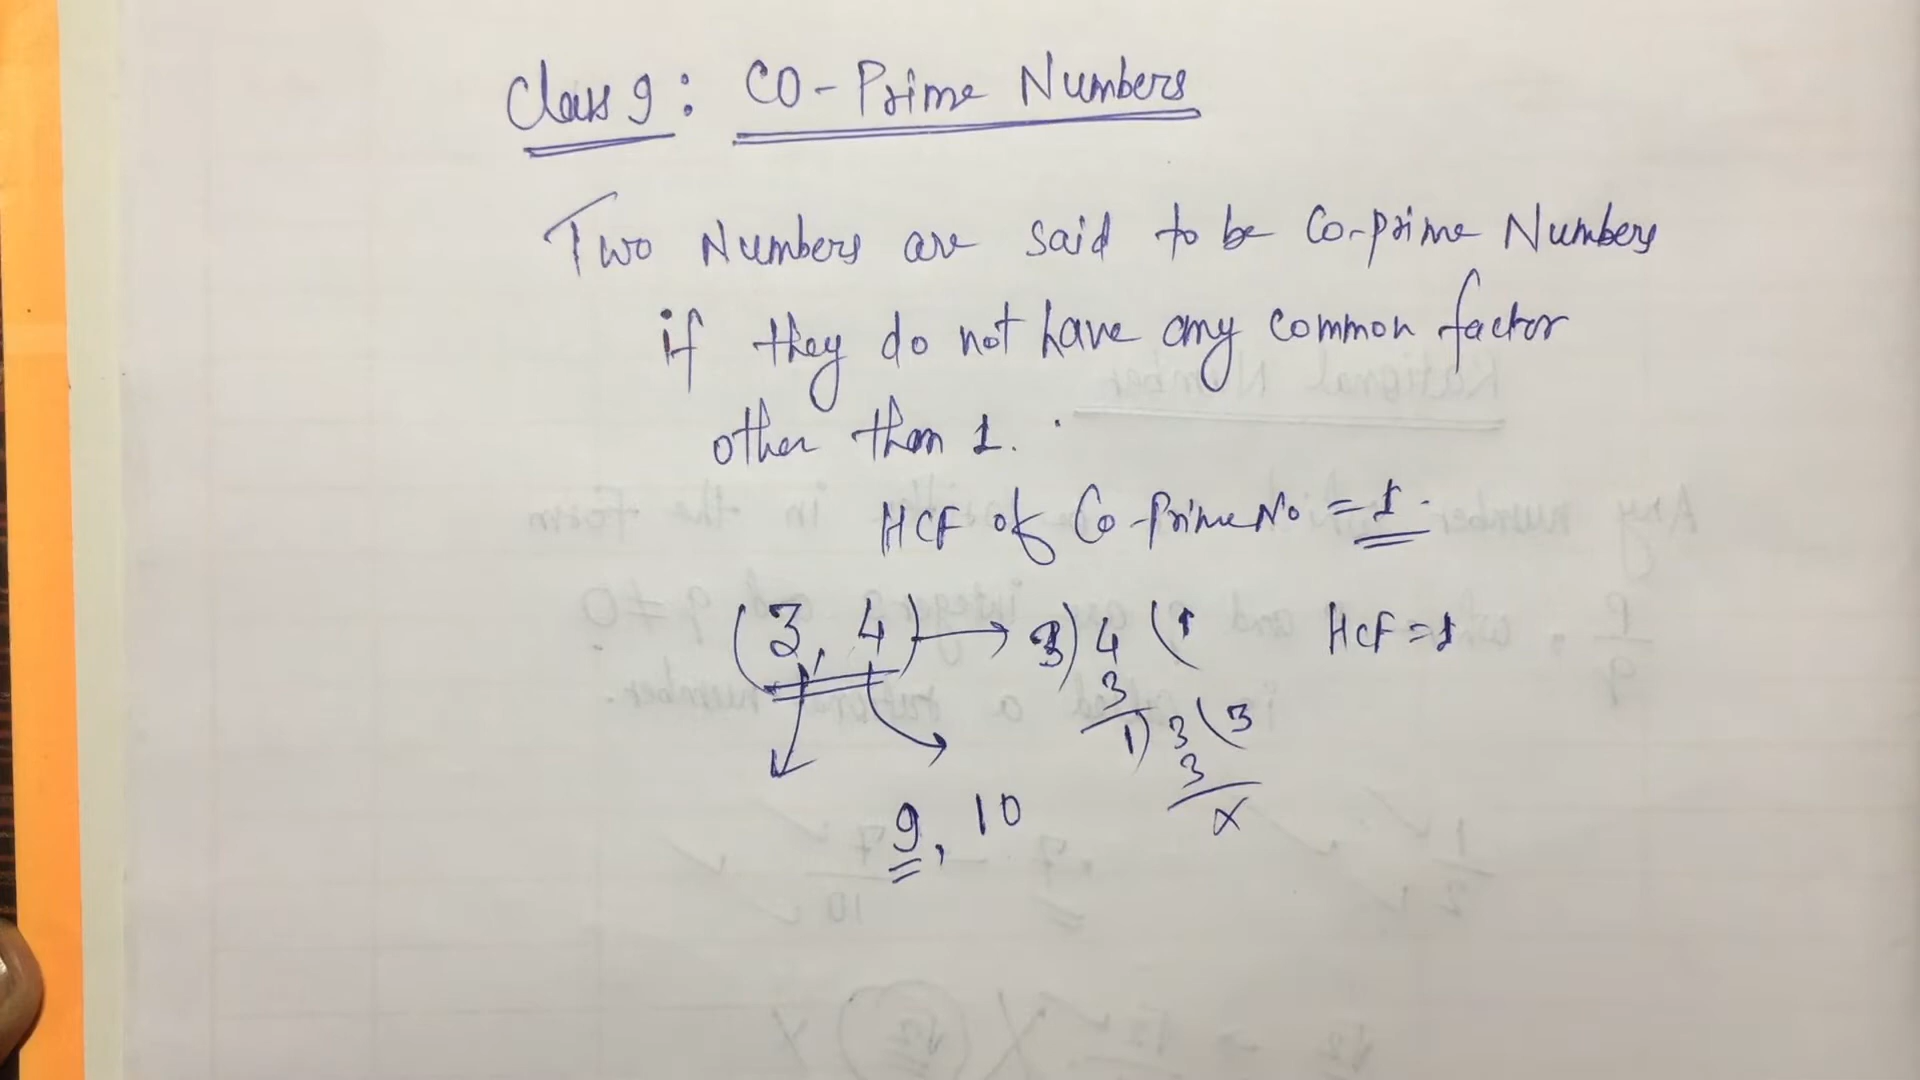 Class 9: CO-Prime Numbers
Two Numbers are said to be Co-prime Numbers
if they do not have any common factor
other than 1.
HCF of Co-Prime No = 1.
(3, 4) → 3) 4 (1 HCF = 1
3
1) 3 (3
3
x
9, 10